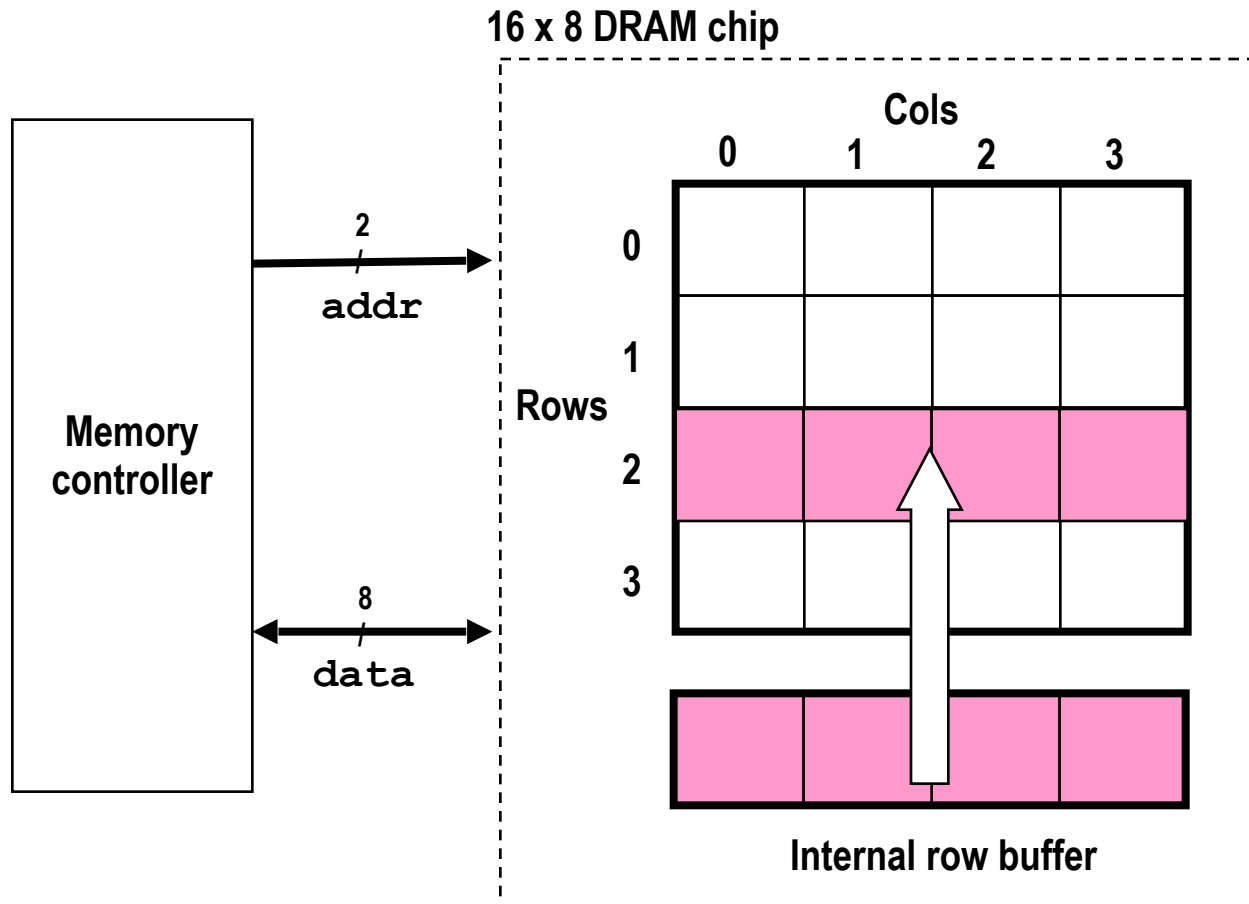 16 x 8 DRAM chip
Cols
0 1 2 3
2
addr
0
1
Rows
2
3
Memory
controller
8
data
Internal row buffer